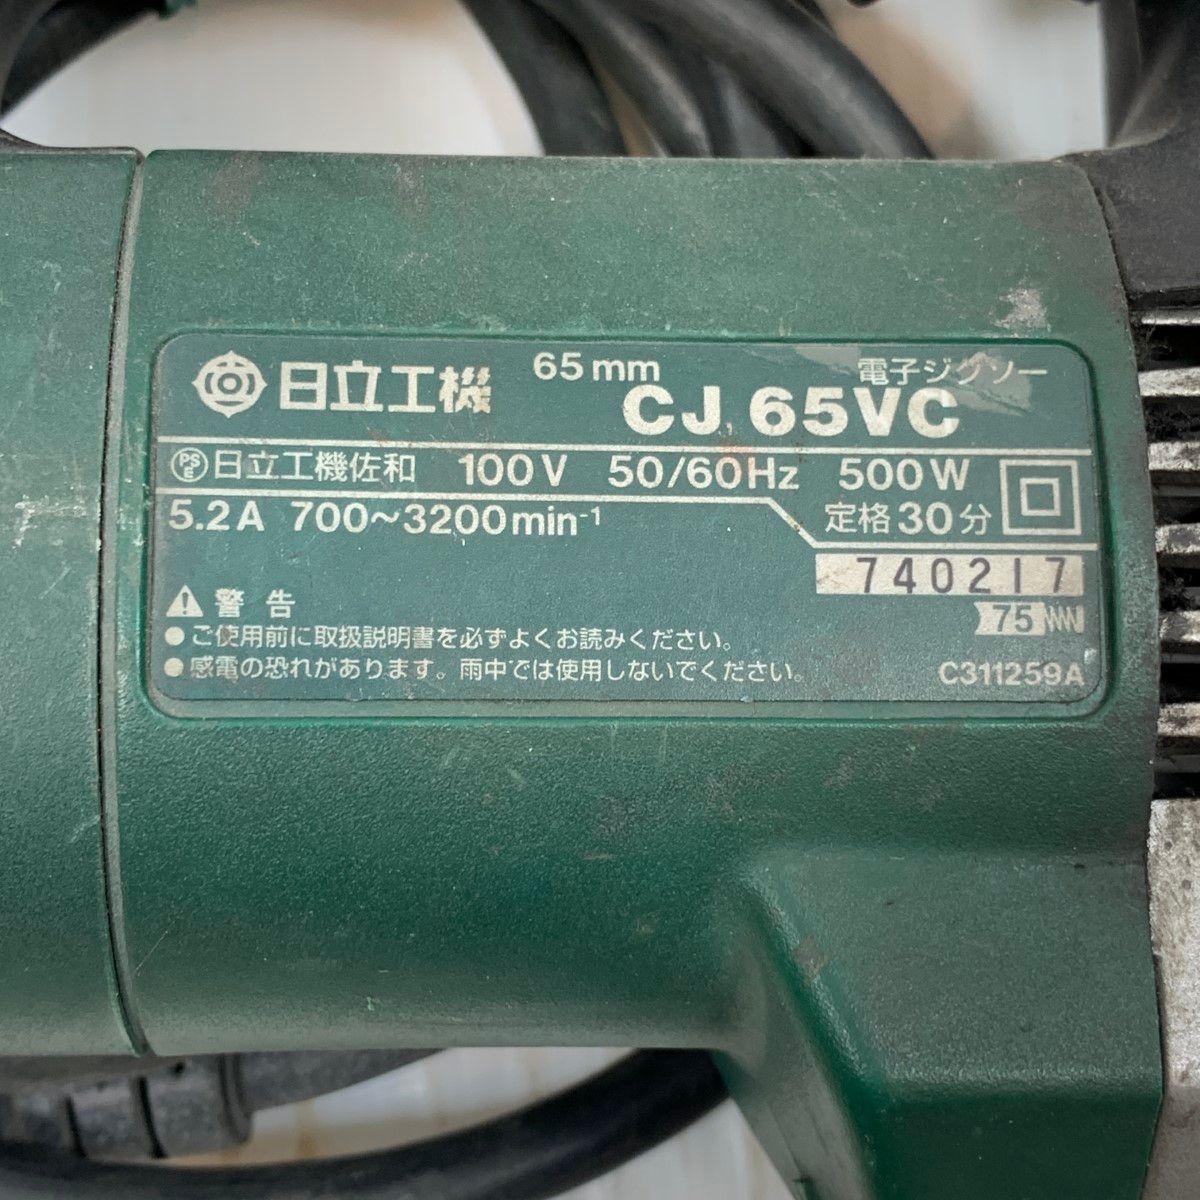 日立工機 65mm 電子ジグソー
CJ 65VC
PSE 日立工機佐和 100V 50/60Hz 500W
5.2A 700~3200min⁻¹ 定格30分
740217
警告
75
●ご使用前に取扱説明書を必ずよくお読みください。
●感電の恐れがあります。雨中では使用しないでください。
C311259A